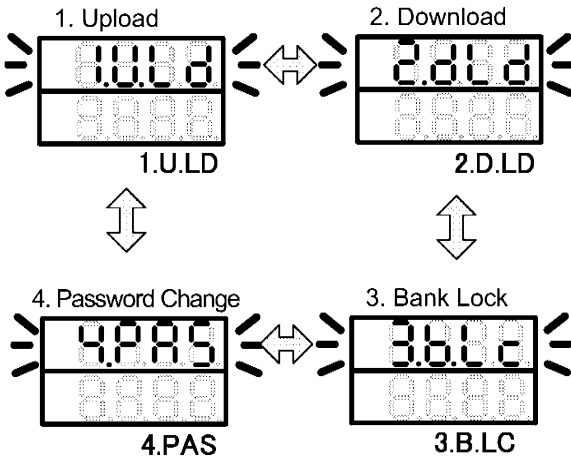 1. Upload
1.U.Ld
1.U.LD
2. Download
2.dLd
2.D.LD
4. Password Change
4.PAS
4.PAS
3. Bank Lock
3.b.Lc
3.B.LC